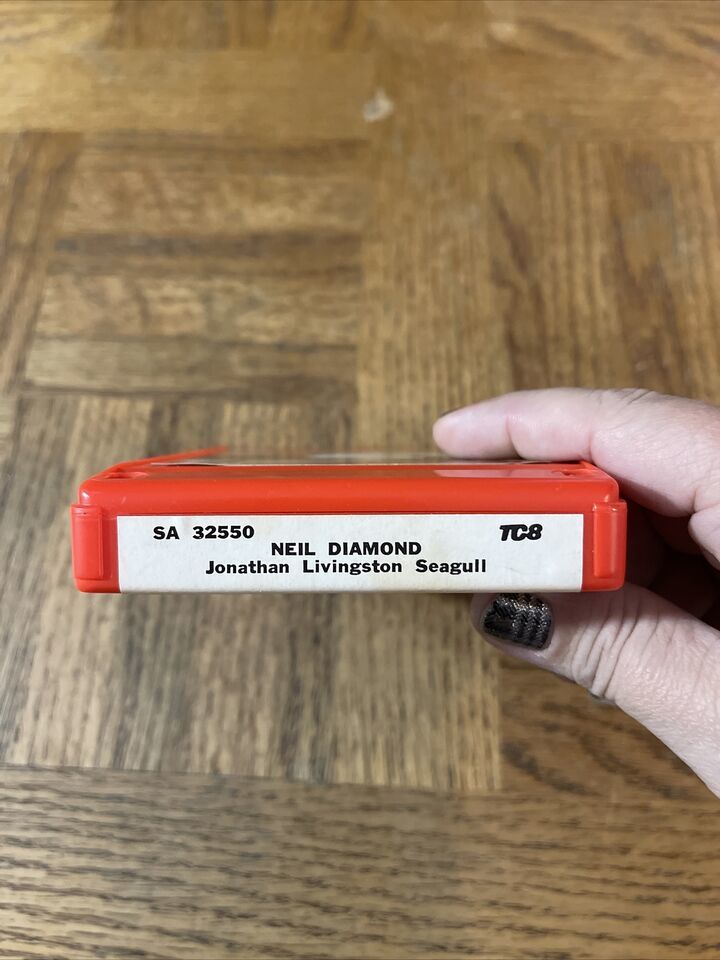 SA 32550 TC8
NEIL DIAMOND
Jonathan Livingston Seagull